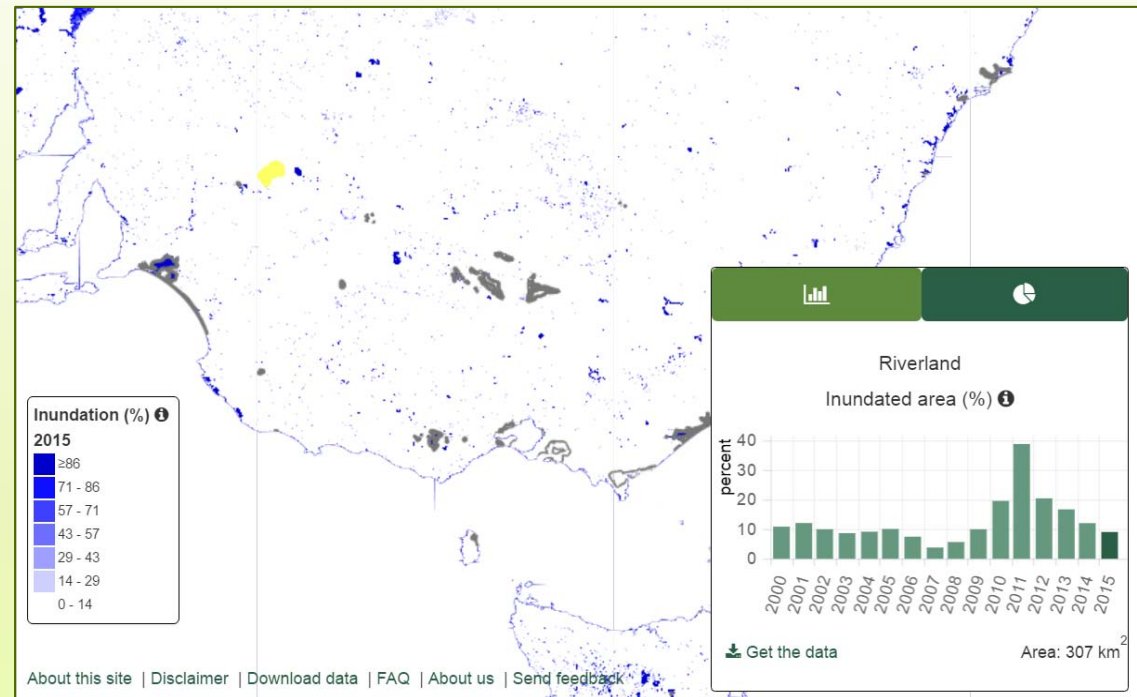 Inundation (%)
2015
≥86
71 - 86
57 - 71
43 - 57
29 - 43
14 - 29
0 - 14
About this site | Disclaimer | Download data | FAQ | About us | Send feedback
Riverland
Inundated area (%)
percent
40
30
20
10
0
2000
2001
2002
2003
2004
2005
2006
2007
2008
2009
2010
2011
2012
2013
2014
2015
Get the data
Area: 307 km²